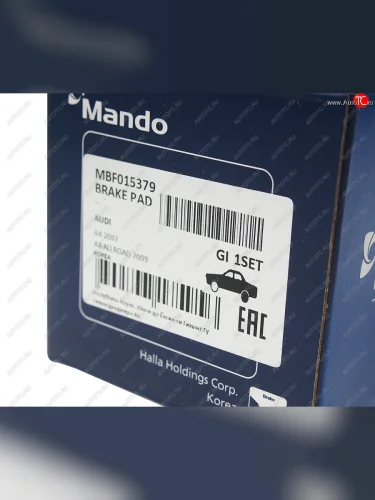 www.AutoTC.ru
Mando
MBF015379
BRAKE PAD
AUDI
A4 2007
A4 ALLROAD 2009
KOREA
GI 1SET
EAC
Halla Holdings Corp.
Korea
Brake